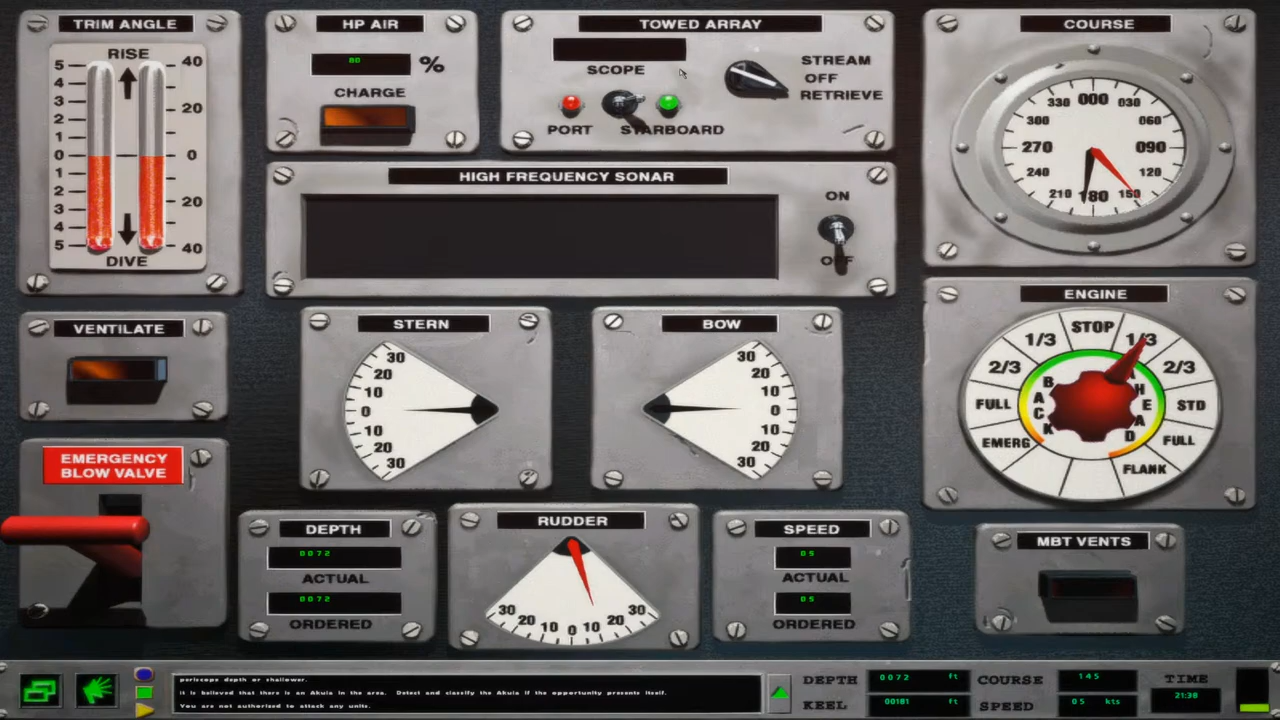 TRIM ANGLE
RISE
5 40
4
3 20
2
1
0 0
1
2
3 20
4
5 40
DIVE
HP AIR
80 %
CHARGE
TOWED ARRAY
SCOPE
PORT STARBOARD
STREAM
OFF
RETRIEVE
COURSE
000
330 030
300 060
270 090
240 120
210 150
180
HIGH FREQUENCY SONAR
ON
OFF
VENTILATE
STERN
30
20
10
0
10
20
30
BOW
30
20
10
0
10
20
30
ENGINE
STOP
1/3 1/3
2/3 2/3
FULL STD
EMERG FULL
FLANK
BACK
AHEAD
EMERGENCY
BLOW VALVE
DEPTH
0072
ACTUAL
0072
ORDERED
RUDDER
30 20 10 0 10 20 30
SPEED
05
ACTUAL
05
ORDERED
MBT VENTS
periscope depth or shallower.
It is believed that there is an Akula in the area. Detect and classify the Akula if the opportunity presents itself.
You are not authorized to attack any units.
DEPTH 0072 ft
KEEL 00181 ft
COURSE 145
SPEED 05 kts
TIME
21:38